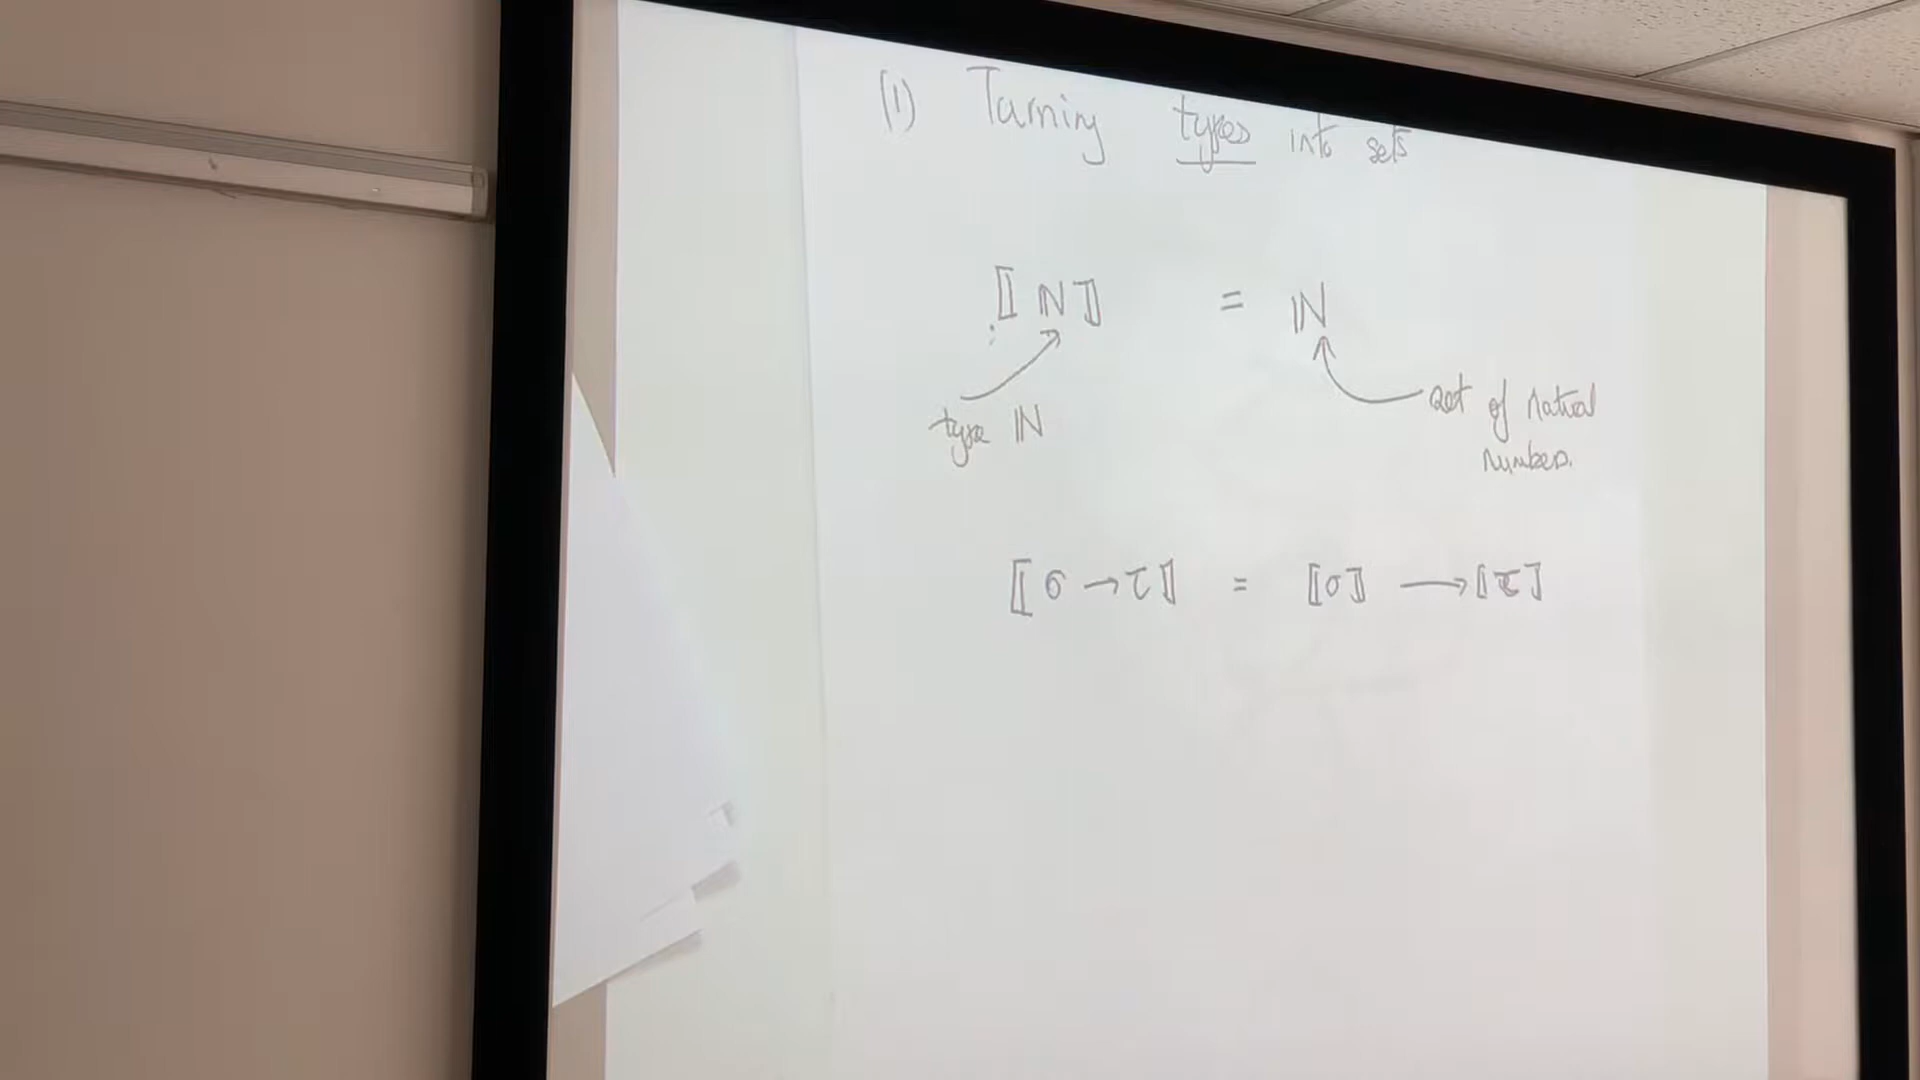 (1) Turning types into sets
⟦ℕ⟧ = ℕ
type ℕ
set of natural
numbers.
⟦σ → τ⟧ = ⟦σ⟧ → ⟦τ⟧